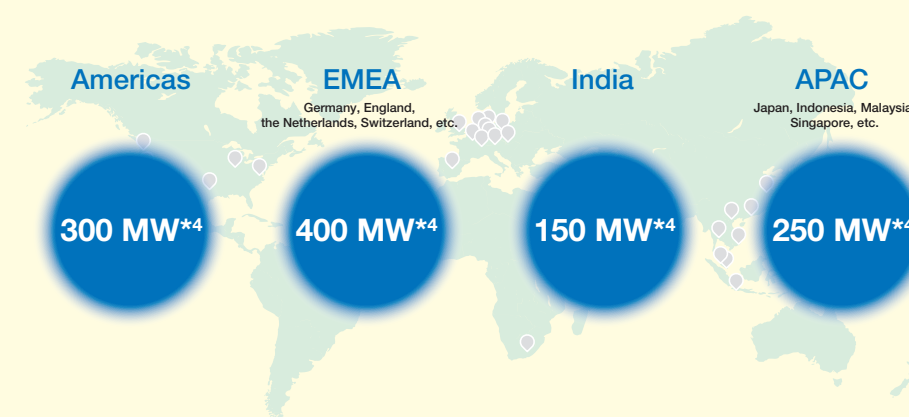 Americas
300 MW*4
EMEA
Germany, England,
the Netherlands, Switzerland, etc.
400 MW*4
India
150 MW*4
APAC
Japan, Indonesia, Malaysia
Singapore, etc.
250 MW*4